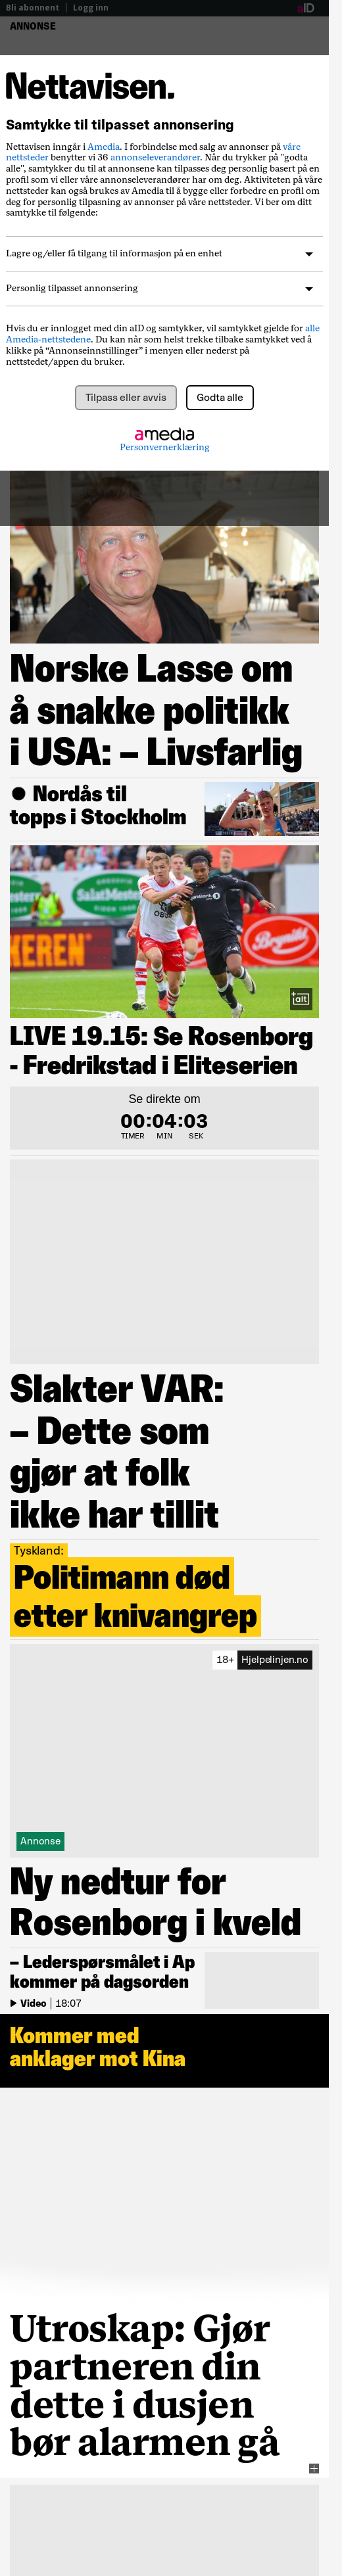 Bli abonnent | Logg inn aID
ANNONSE
Nettavisen.
Samtykke til tilpasset annonsering
Nettavisen inngår i Amedia. I forbindelse med salg av annonser på våre
nettsteder benytter vi 36 annonseleverandører. Når du trykker på "godta
alle", samtykker du til at annonsene kan tilpasses deg personlig basert på en
profil som vi eller våre annonseleverandører har om deg. Aktiviteten på våre
nettsteder kan også brukes av Amedia til å bygge eller forbedre en profil om
deg for personlig tilpasning av annonser på våre nettsteder. Vi ber om ditt
samtykke til følgende:
Lagre og/eller få tilgang til informasjon på en enhet
Personlig tilpasset annonsering
Hvis du er innlogget med din aID og samtykker, vil samtykket gjelde for alle
Amedia-nettstedene. Du kan når som helst trekke tilbake samtykket ved å
klikke på “Annonseinnstillinger” i menyen eller nederst på
nettstedet/appen du bruker.
Tilpass eller avvis Godta alle
amedia
Personvernerklæring
Norske Lasse om
å snakke politikk
i USA: – Livsfarlig
● Nordås til
topps i Stockholm
+alt
LIVE 19.15: Se Rosenborg
- Fredrikstad i Eliteserien
Se direkte om
00:04:03
TIMER MIN SEK
Slakter VAR:
– Dette som
gjør at folk
ikke har tillit
Tyskland:
Politimann død
etter knivangrep
18+ Hjelpelinjen.no
Annonse
Ny nedtur for
Rosenborg i kveld
– Lederspørsmålet i Ap
kommer på dagsorden
Video | 18:07
Kommer med
anklager mot Kina
Utroskap: Gjør
partneren din
dette i dusjen
bør alarmen gå